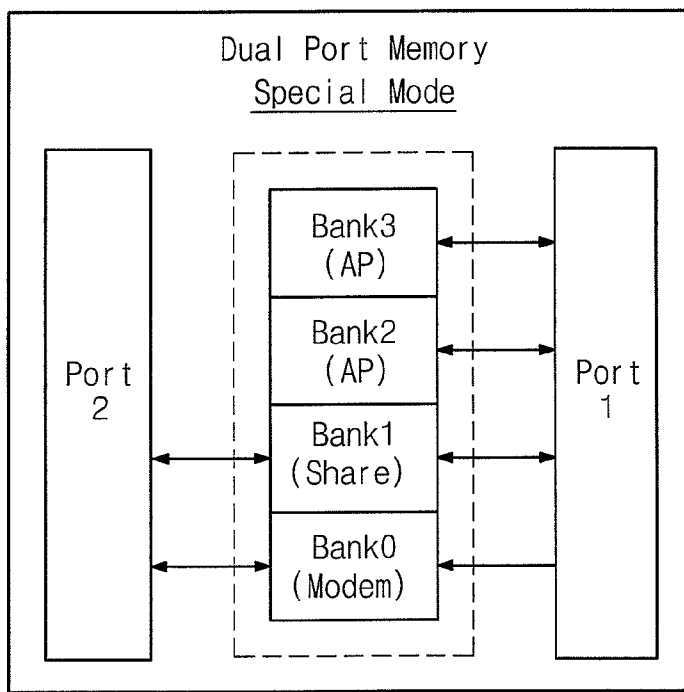 Dual Port Memory
Special Mode
Port
2
Bank3
(AP)
Bank2
(AP)
Bank1
(Share)
Bank0
(Modem)
Port
1